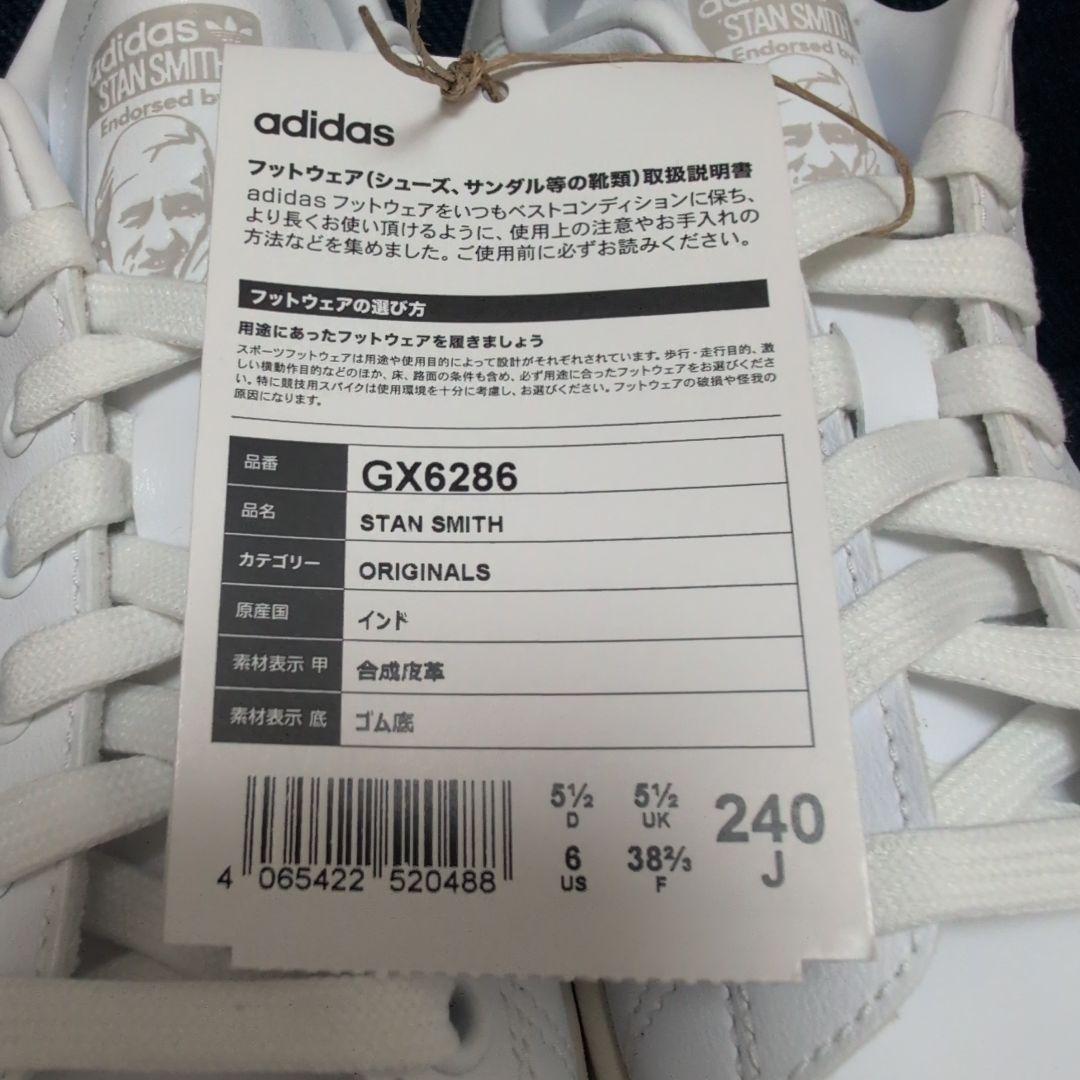 adidas
STAN SMITH
Endorsed by
STAN SMITH
Endorsed by
adidas
フットウェア(シューズ、サンダル等の靴類)取扱説明書
adidas フットウェアをいつもベストコンディションに保ち、
より長くお使い頂けるように、使用上の注意やお手入れの
方法などを集めました。ご使用前に必ずお読みください。
フットウェアの選び方
用途にあったフットウェアを履きましょう
スポーツフットウェアは用途や使用目的によって設計がそれぞれされています。歩行・走行目的、激
しい横動作目的などのほか、床、路面の条件も含め、必ず用途に合ったフットウェアをお選びくださ
い。特に競技用スパイクは使用環境を十分に考慮し、お選びください。フットウェアの破損や怪我の
原因になります。
品番 GX6286
品名 STAN SMITH
カテゴリー ORIGINALS
原産国 インド
素材表示 甲 合成皮革
素材表示 底 ゴム底
5½ 5½ 240
D UK J
6 38⅔
US F
4 065422 520488